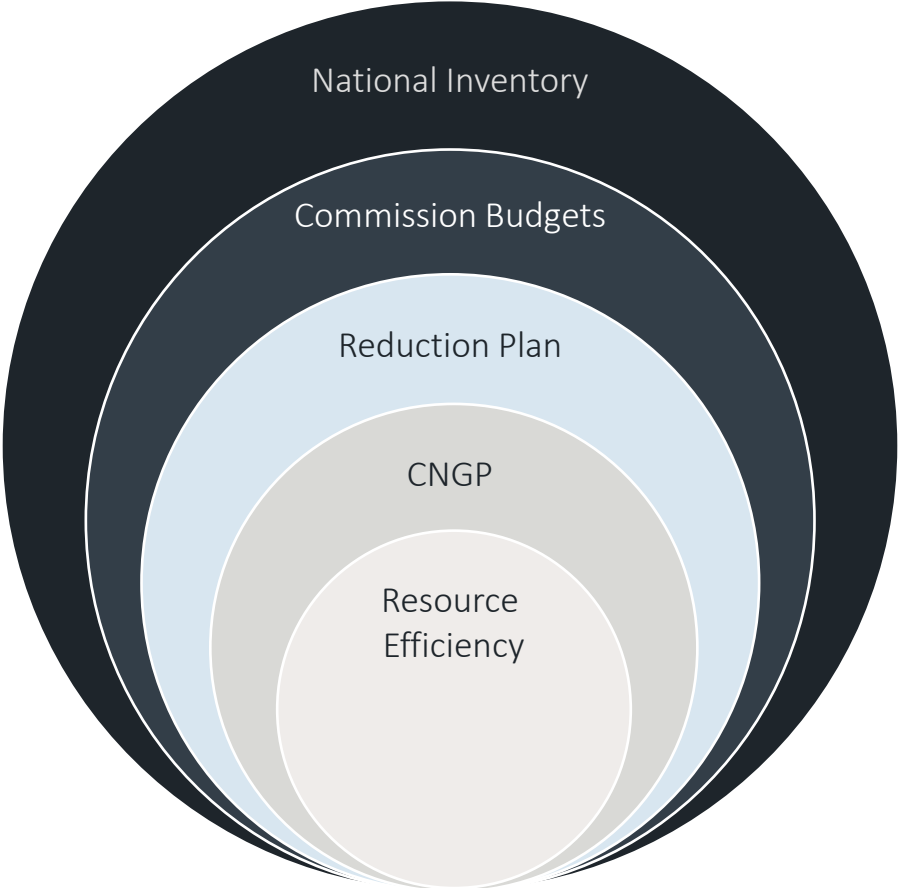 National Inventory
Commission Budgets
Reduction Plan
CNGP
Resource
Efficiency